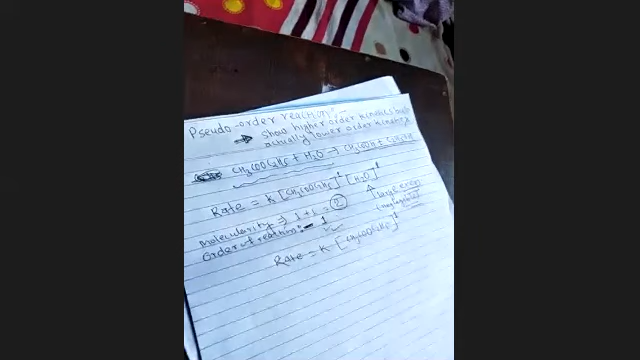 Pseudo-order reaction:-
→ Show higher order kinetics but
actually lower order kinetics
CH₃COOC₂H₅ + H₂O → CH₃COOH + C₂H₅OH
Rate = K [CH₃COOC₂H₅]¹ [H₂O]¹
↑ large excess
(negligible)
Molecularity ⇒ 1+1 = 2
Order of reaction:- 1
Rate = K [CH₃COOC₂H₅]¹